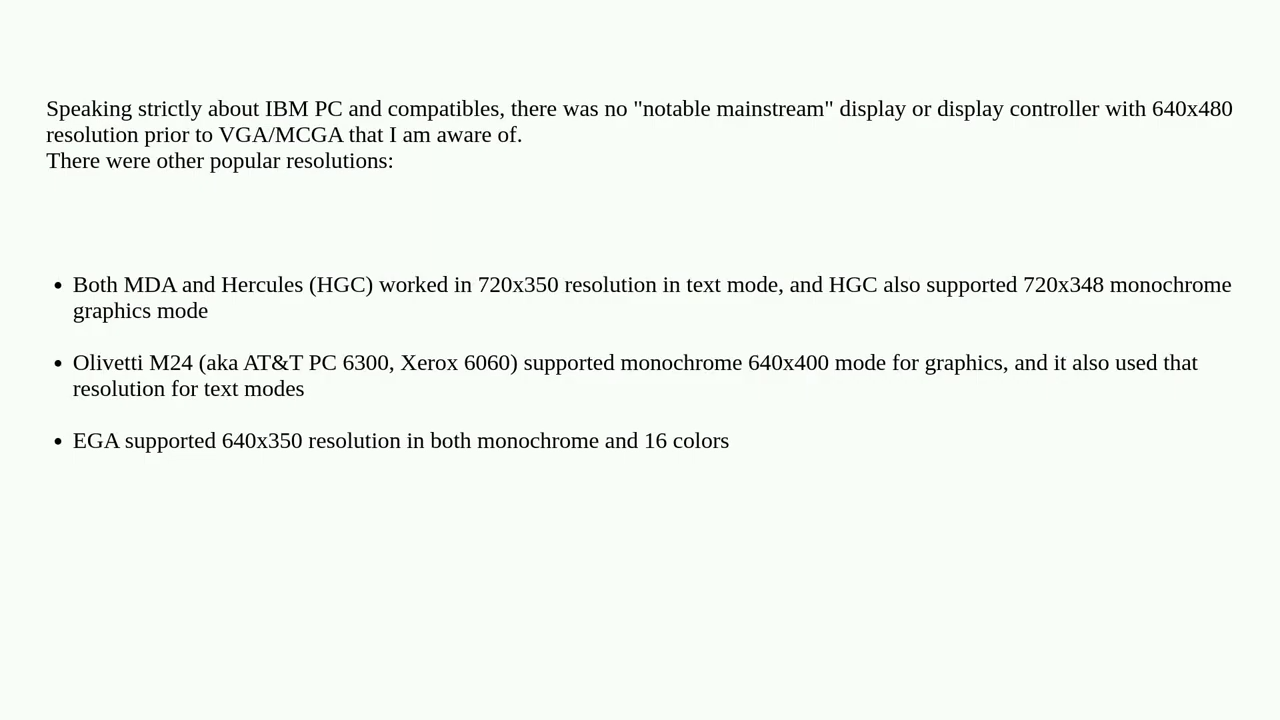 Speaking strictly about IBM PC and compatibles, there was no "notable mainstream" display or display controller with 640x480
resolution prior to VGA/MCGA that I am aware of.
There were other popular resolutions:
• Both MDA and Hercules (HGC) worked in 720x350 resolution in text mode, and HGC also supported 720x348 monochrome
graphics mode
• Olivetti M24 (aka AT&T PC 6300, Xerox 6060) supported monochrome 640x400 mode for graphics, and it also used that
resolution for text modes
• EGA supported 640x350 resolution in both monochrome and 16 colors